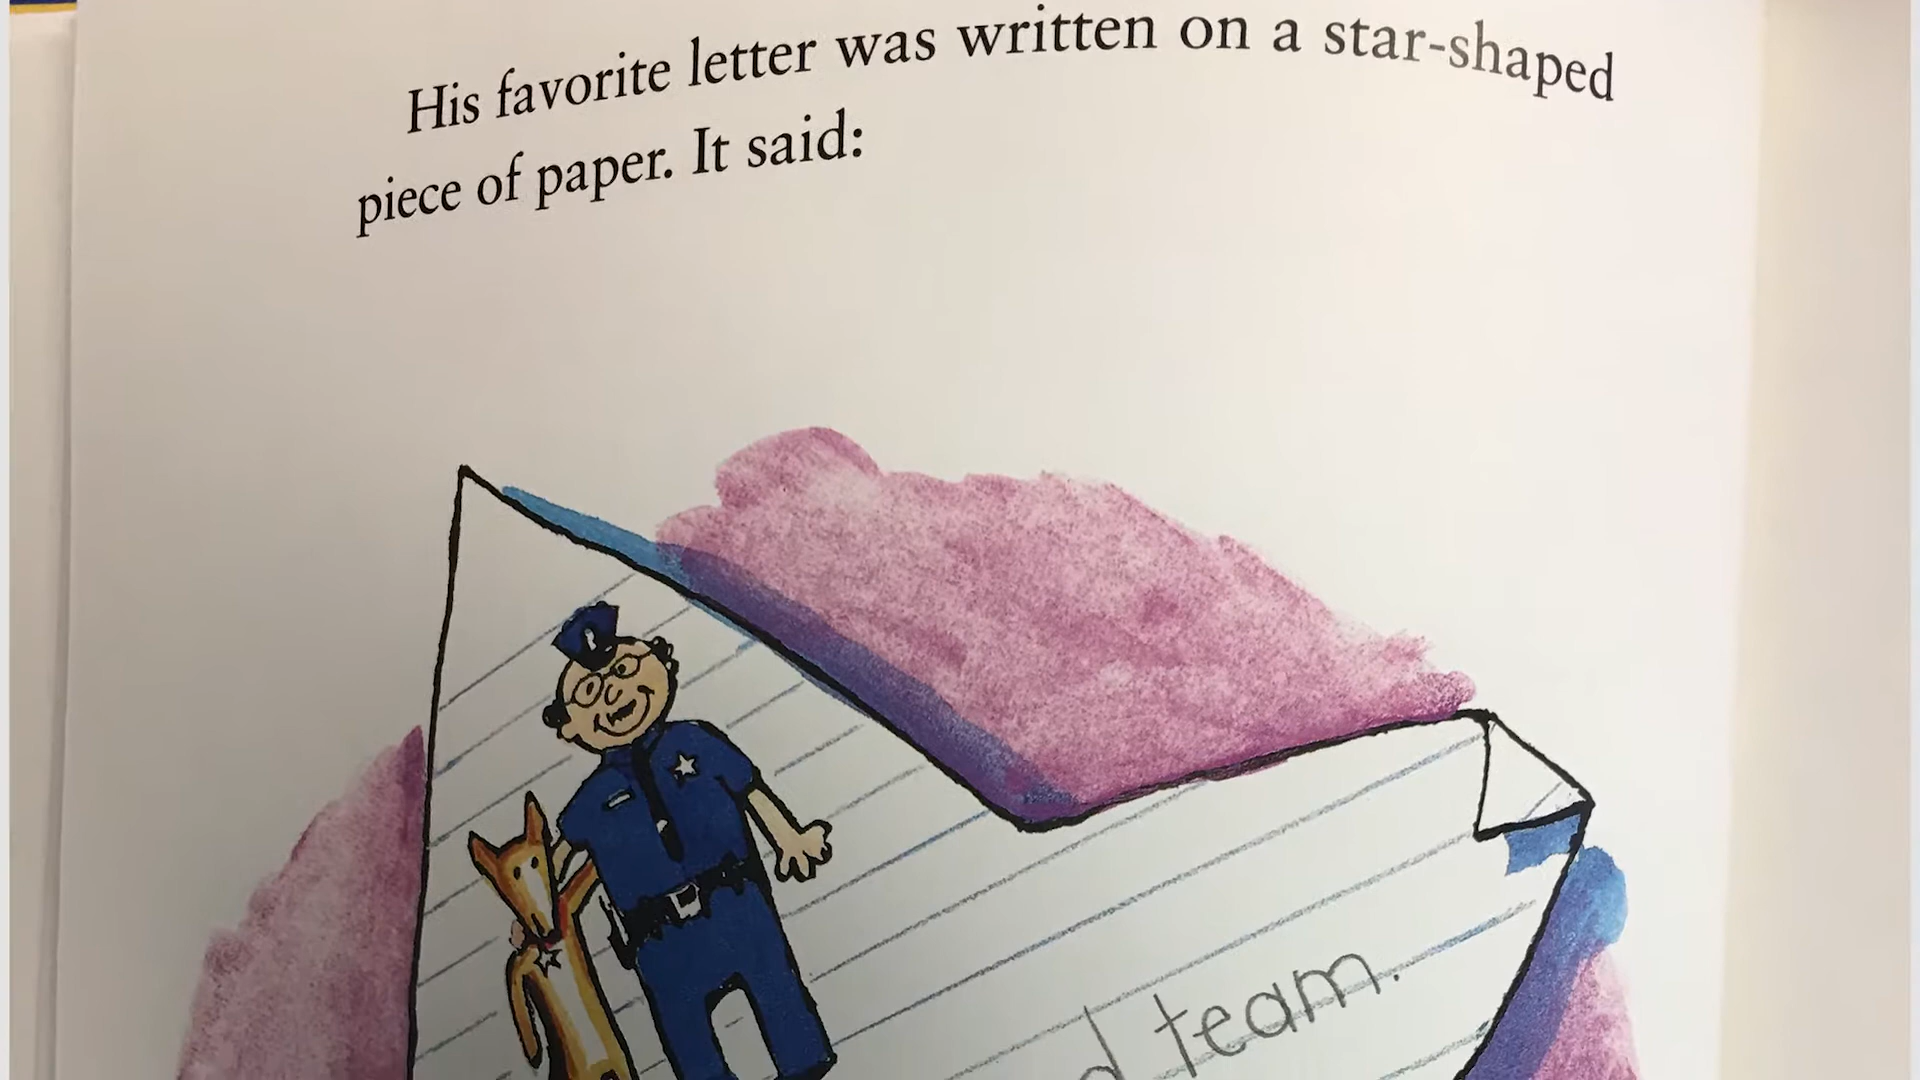 His favorite letter was written on a star-shaped
piece of paper. It said:
team.